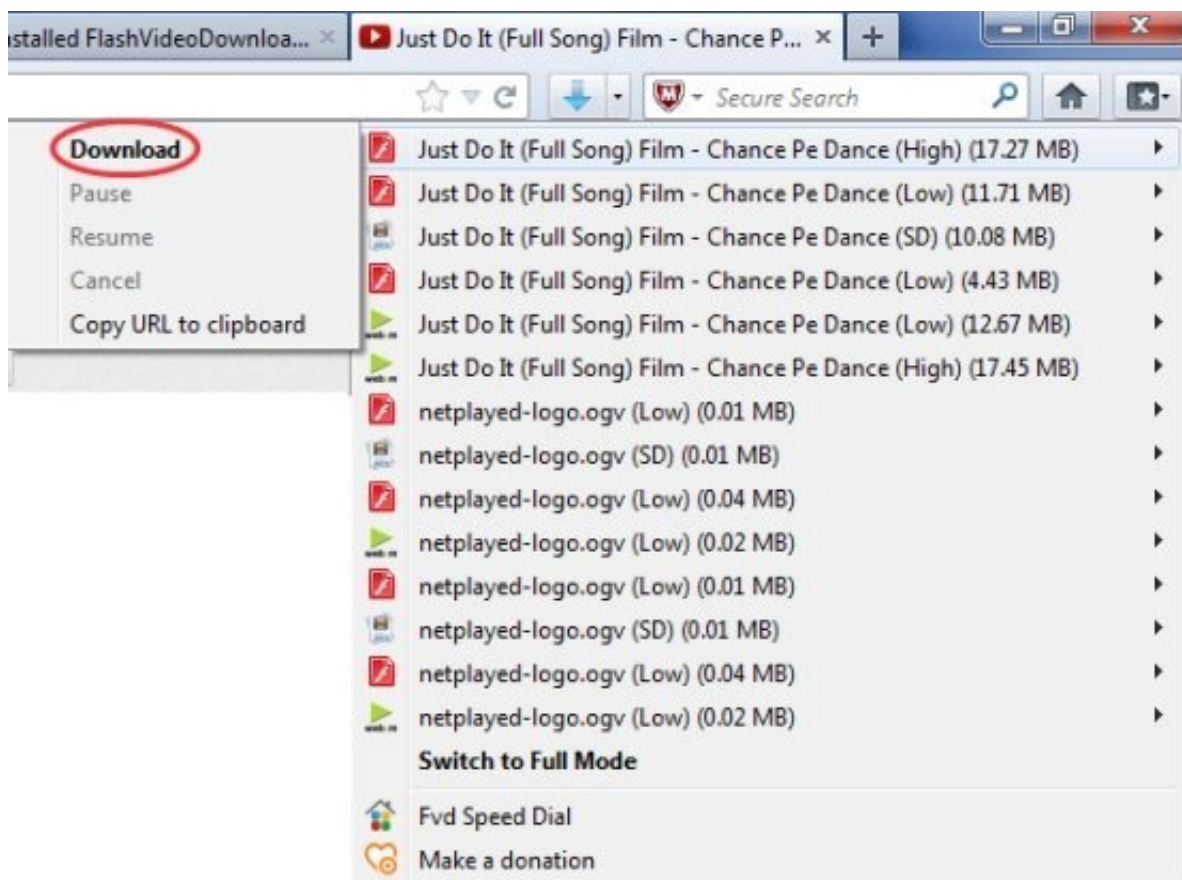 stalled FlashVideoDownloa...
Just Do It (Full Song) Film - Chance P...
Secure Search
Download
Pause
Resume
Cancel
Copy URL to clipboard
Just Do It (Full Song) Film - Chance Pe Dance (High) (17.27 MB)
Just Do It (Full Song) Film - Chance Pe Dance (Low) (11.71 MB)
Just Do It (Full Song) Film - Chance Pe Dance (SD) (10.08 MB)
Just Do It (Full Song) Film - Chance Pe Dance (Low) (4.43 MB)
Just Do It (Full Song) Film - Chance Pe Dance (Low) (12.67 MB)
Just Do It (Full Song) Film - Chance Pe Dance (High) (17.45 MB)
netplayed-logo.ogv (Low) (0.01 MB)
netplayed-logo.ogv (SD) (0.01 MB)
netplayed-logo.ogv (Low) (0.04 MB)
netplayed-logo.ogv (Low) (0.02 MB)
netplayed-logo.ogv (Low) (0.01 MB)
netplayed-logo.ogv (SD) (0.01 MB)
netplayed-logo.ogv (Low) (0.04 MB)
netplayed-logo.ogv (Low) (0.02 MB)
Switch to Full Mode
Fvd Speed Dial
Make a donation